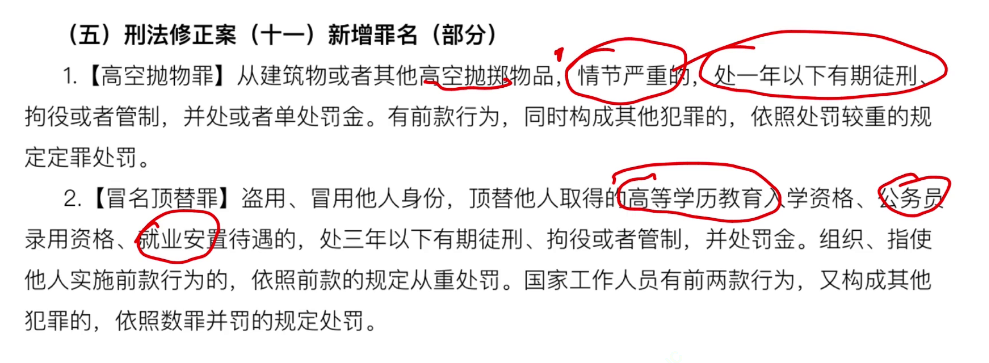 （五）刑法修正案（十一）新增罪名（部分）
1.【高空抛物罪】从建筑物或者其他高空抛掷物品，情节严重的，处一年以下有期徒刑、
拘役或者管制，并处或者单处罚金。有前款行为，同时构成其他犯罪的，依照处罚较重的规
定定罪处罚。
2.【冒名顶替罪】盗用、冒用他人身份，顶替他人取得的高等学历教育入学资格、公务员
录用资格、就业安置待遇的，处三年以下有期徒刑、拘役或者管制，并处罚金。组织、指使
他人实施前款行为的，依照前款的规定从重处罚。国家工作人员有前两款行为，又构成其他
犯罪的，依照数罪并罚的规定处罚。